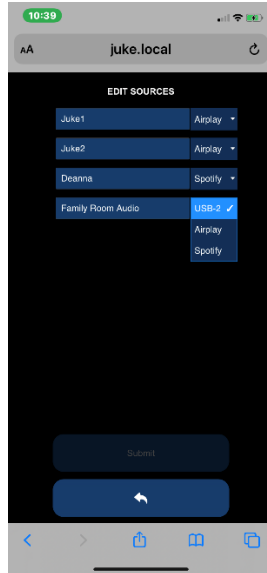 10:39
AA juke.local
EDIT SOURCES
Juke1 Airplay
Juke2 Airplay
Deanna Spotify
Family Room Audio USB-2
Airplay
Spotify
Submit